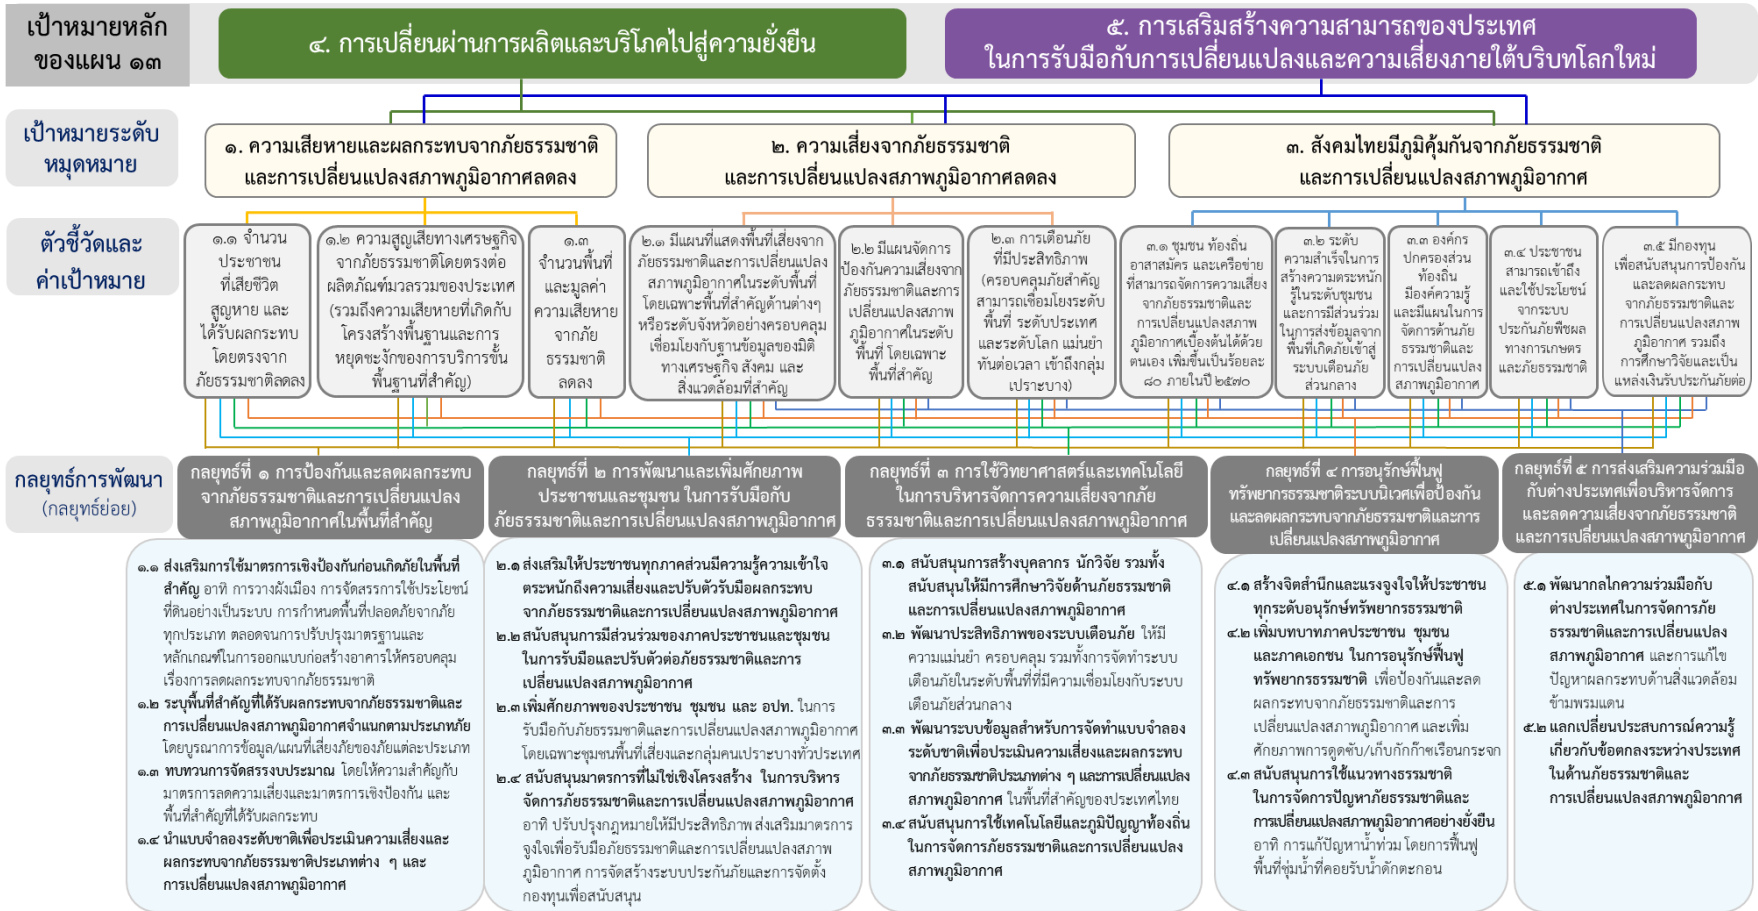 เป้าหมายหลัก
ของแผน ๑๓
๔. การเปลี่ยนผ่านการผลิตและบริโภคไปสู่ความยั่งยืน
๕. การเสริมสร้างความสามารถของประเทศ
ในการรับมือกับการเปลี่ยนแปลงและความเสี่ยงภายใต้บริบทโลกใหม่
เป้าหมายระดับ
หมุดหมาย
๑. ความเสียหายและผลกระทบจากภัยธรรมชาติ
และการเปลี่ยนแปลงสภาพภูมิอากาศลดลง
๒. ความเสี่ยงจากภัยธรรมชาติ
และการเปลี่ยนแปลงสภาพภูมิอากาศลดลง
๓. สังคมไทยมีภูมิคุ้มกันจากภัยธรรมชาติ
และการเปลี่ยนแปลงสภาพภูมิอากาศ
ตัวชี้วัดและ
ค่าเป้าหมาย
๑.๑ จำนวน
ประชาชน
ที่เสียชีวิต
สูญหาย และ
ได้รับผลกระทบ
โดยตรงจาก
ภัยธรรมชาติลดลง
๑.๒ ความสูญเสียทางเศรษฐกิจ
จากภัยธรรมชาติโดยตรงต่อ
ผลิตภัณฑ์มวลรวมของประเทศ
(รวมถึงความเสียหายที่เกิดกับ
โครงสร้างพื้นฐานและการ
หยุดชะงักของการบริการขั้น
พื้นฐานที่สำคัญ)
๑.๓
จำนวนพื้นที่
และมูลค่า
ความเสียหาย
จากภัย
ธรรมชาติ
ลดลง
๒.๑ มีแผนที่แสดงพื้นที่เสี่ยงจาก
ภัยธรรมชาติและการเปลี่ยนแปลง
สภาพภูมิอากาศในระดับพื้นที่
โดยเฉพาะพื้นที่สำคัญด้านต่างๆ
หรือระดับจังหวัดอย่างครอบคลุม
เชื่อมโยงกับฐานข้อมูลของมิติ
ทางเศรษฐกิจ สังคม และ
สิ่งแวดล้อมที่สำคัญ
๒.๒ มีแผนจัดการ
ป้องกันความเสี่ยงจาก
ภัยธรรมชาติและการ
เปลี่ยนแปลงสภาพ
ภูมิอากาศในระดับ
พื้นที่ โดยเฉพาะ
พื้นที่สำคัญ
๒.๓ การเตือนภัย
ที่มีประสิทธิภาพ
(ครอบคลุมภัยสำคัญ
สามารถเชื่อมโยงระดับ
พื้นที่ ระดับประเทศ
และระดับโลก แม่นยำ
ทันต่อเวลา เข้าถึงกลุ่ม
เปราะบาง)
๓.๑ ชุมชน ท้องถิ่น
อาสาสมัคร และเครือข่าย
ที่สามารถจัดการความเสี่ยง
จากภัยธรรมชาติและ
การเปลี่ยนแปลงสภาพ
ภูมิอากาศเบื้องต้นได้ด้วย
ตนเอง เพิ่มขึ้นเป็นร้อยละ
๘๐ ภายในปี ๒๕๗๐
๓.๒ ระดับ
ความสำเร็จในการ
สร้างความตระหนัก
รู้ในระดับชุมชน
และการมีส่วนร่วม
ในการส่งข้อมูลจาก
พื้นที่เกิดภัยเข้าสู่
ระบบเตือนภัย
ส่วนกลาง
๓.๓ องค์กร
ปกครองส่วน
ท้องถิ่น
มีองค์ความรู้
และมีแผนในการ
จัดการด้านภัย
ธรรมชาติและ
การเปลี่ยนแปลง
สภาพภูมิอากาศ
๓.๔ ประชาชน
สามารถเข้าถึง
และใช้ประโยชน์
จากระบบ
ประกันภัยพืชผล
ทางการเกษตร
และภัยธรรมชาติ
๓.๕ มีกองทุน
เพื่อสนับสนุนการป้องกัน
และลดผลกระทบ
จากภัยธรรมชาติและ
การเปลี่ยนแปลงสภาพ
ภูมิอากาศ รวมถึง
การศึกษาวิจัยและเป็น
แหล่งเงินรับประกันภัยต่อ
กลยุทธ์การพัฒนา
(กลยุทธ์ย่อย)
กลยุทธ์ที่ ๑ การป้องกันและลดผลกระทบ
จากภัยธรรมชาติและการเปลี่ยนแปลง
สภาพภูมิอากาศในพื้นที่สำคัญ
กลยุทธ์ที่ ๒ การพัฒนาและเพิ่มศักยภาพ
ประชาชนและชุมชน ในการรับมือกับ
ภัยธรรมชาติและการเปลี่ยนแปลงสภาพภูมิอากาศ
กลยุทธ์ที่ ๓ การใช้วิทยาศาสตร์และเทคโนโลยี
ในการบริหารจัดการความเสี่ยงจากภัย
ธรรมชาติและการเปลี่ยนแปลงสภาพภูมิอากาศ
กลยุทธ์ที่ ๔ การอนุรักษ์ฟื้นฟู
ทรัพยากรธรรมชาติระบบนิเวศเพื่อป้องกัน
และลดผลกระทบจากภัยธรรมชาติและการ
เปลี่ยนแปลงสภาพภูมิอากาศ
กลยุทธ์ที่ ๕ การส่งเสริมความร่วมมือ
กับต่างประเทศเพื่อบริหารจัดการ
และลดความเสี่ยงจากภัยธรรมชาติ
และการเปลี่ยนแปลงสภาพภูมิอากาศ
๑.๑ ส่งเสริมการใช้มาตรการเชิงป้องกันก่อนเกิดภัยในพื้นที่
สำคัญ อาทิ การวางผังเมือง การจัดสรรการใช้ประโยชน์
ที่ดินอย่างเป็นระบบ การกำหนดพื้นที่ปลอดภัยจากภัย
ทุกประเภท ตลอดจนการปรับปรุงมาตรฐานและ
หลักเกณฑ์ในการออกแบบก่อสร้างอาคารให้ครอบคลุม
เรื่องการลดผลกระทบจากภัยธรรมชาติ
๑.๒ ระบุพื้นที่สำคัญที่ได้รับผลกระทบจากภัยธรรมชาติและ
การเปลี่ยนแปลงสภาพภูมิอากาศจำแนกตามประเภทภัย
โดยบูรณาการข้อมูล/แผนที่เสี่ยงภัยของภัยแต่ละประเภท
๑.๓ ทบทวนการจัดสรรงบประมาณ โดยให้ความสำคัญกับ
มาตรการลดความเสี่ยงและมาตรการเชิงป้องกัน และ
พื้นที่สำคัญที่ได้รับผลกระทบ
๑.๔ นำแบบจำลองระดับชาติเพื่อประเมินความเสี่ยงและ
ผลกระทบจากภัยธรรมชาติประเภทต่าง ๆ และ
การเปลี่ยนแปลงสภาพภูมิอากาศ
๒.๑ ส่งเสริมให้ประชาชนทุกภาคส่วนมีความรู้ความเข้าใจ
ตระหนักถึงความเสี่ยงและปรับตัวรับมือผลกระทบ
จากภัยธรรมชาติและการเปลี่ยนแปลงสภาพภูมิอากาศ
๒.๒ สนับสนุนการมีส่วนร่วมของภาคประชาชนและชุมชน
ในการรับมือและปรับตัวต่อภัยธรรมชาติและการ
เปลี่ยนแปลงสภาพภูมิอากาศ
๒.๓ เพิ่มศักยภาพของประชาชน ชุมชน และ อปท. ในการ
รับมือกับภัยธรรมชาติและการเปลี่ยนแปลงสภาพภูมิอากาศ
โดยเฉพาะชุมชนพื้นที่เสี่ยงและกลุ่มคนเปราะบางทั่วประเทศ
๒.๔ สนับสนุนมาตรการที่ไม่ใช่เชิงโครงสร้าง ในการบริหาร
จัดการภัยธรรมชาติและการเปลี่ยนแปลงสภาพภูมิอากาศ
อาทิ ปรับปรุงกฎหมายให้มีประสิทธิภาพ ส่งเสริมมาตรการ
จูงใจเพื่อรับมือภัยธรรมชาติและการเปลี่ยนแปลงสภาพ
ภูมิอากาศ การจัดสร้างระบบประกันภัยและการจัดตั้ง
กองทุนเพื่อสนับสนุน
๓.๑ สนับสนุนการสร้างบุคลากร นักวิจัย รวมทั้ง
สนับสนุนให้มีการศึกษาวิจัยด้านภัยธรรมชาติ
และการเปลี่ยนแปลงสภาพภูมิอากาศ
๓.๒ พัฒนาประสิทธิภาพของระบบเตือนภัย ให้มี
ความแม่นยำ ครอบคลุม รวมทั้งการจัดทำระบบ
เตือนภัยในระดับพื้นที่ที่มีความเชื่อมโยงกับระบบ
เตือนภัยส่วนกลาง
๓.๓ พัฒนาระบบข้อมูลสำหรับการจัดทำแบบจำลอง
ระดับชาติเพื่อประเมินความเสี่ยงและผลกระทบ
จากภัยธรรมชาติประเภทต่าง ๆ และการเปลี่ยนแปลง
สภาพภูมิอากาศ ในพื้นที่สำคัญของประเทศไทย
๓.๔ สนับสนุนการใช้เทคโนโลยีและภูมิปัญญาท้องถิ่น
ในการจัดการภัยธรรมชาติและการเปลี่ยนแปลง
สภาพภูมิอากาศ
๔.๑ สร้างจิตสำนึกและแรงจูงใจให้ประชาชน
ทุกระดับอนุรักษ์ทรัพยากรธรรมชาติ
๔.๒ เพิ่มบทบาทภาคประชาชน ชุมชน
และภาคเอกชน ในการอนุรักษ์ฟื้นฟู
ทรัพยากรธรรมชาติ เพื่อป้องกันและลด
ผลกระทบจากภัยธรรมชาติและการ
เปลี่ยนแปลงสภาพภูมิอากาศ และเพิ่ม
ศักยภาพการดูดซับ/เก็บกักก๊าซเรือนกระจก
๔.๓ สนับสนุนการใช้แนวทางธรรมชาติ
ในการจัดการปัญหาภัยธรรมชาติและ
การเปลี่ยนแปลงสภาพภูมิอากาศอย่างยั่งยืน
อาทิ การแก้ปัญหาน้ำท่วม โดยการฟื้นฟู
พื้นที่ชุ่มน้ำที่คอยรับน้ำดักตะกอน
๕.๑ พัฒนากลไกความร่วมมือกับ
ต่างประเทศในการจัดการภัย
ธรรมชาติและการเปลี่ยนแปลง
สภาพภูมิอากาศ และการแก้ไข
ปัญหาผลกระทบด้านสิ่งแวดล้อม
ข้ามพรมแดน
๕.๒ แลกเปลี่ยนประสบการณ์ความรู้
เกี่ยวกับข้อตกลงระหว่างประเทศ
ในด้านภัยธรรมชาติและ
การเปลี่ยนแปลงสภาพภูมิอากาศ